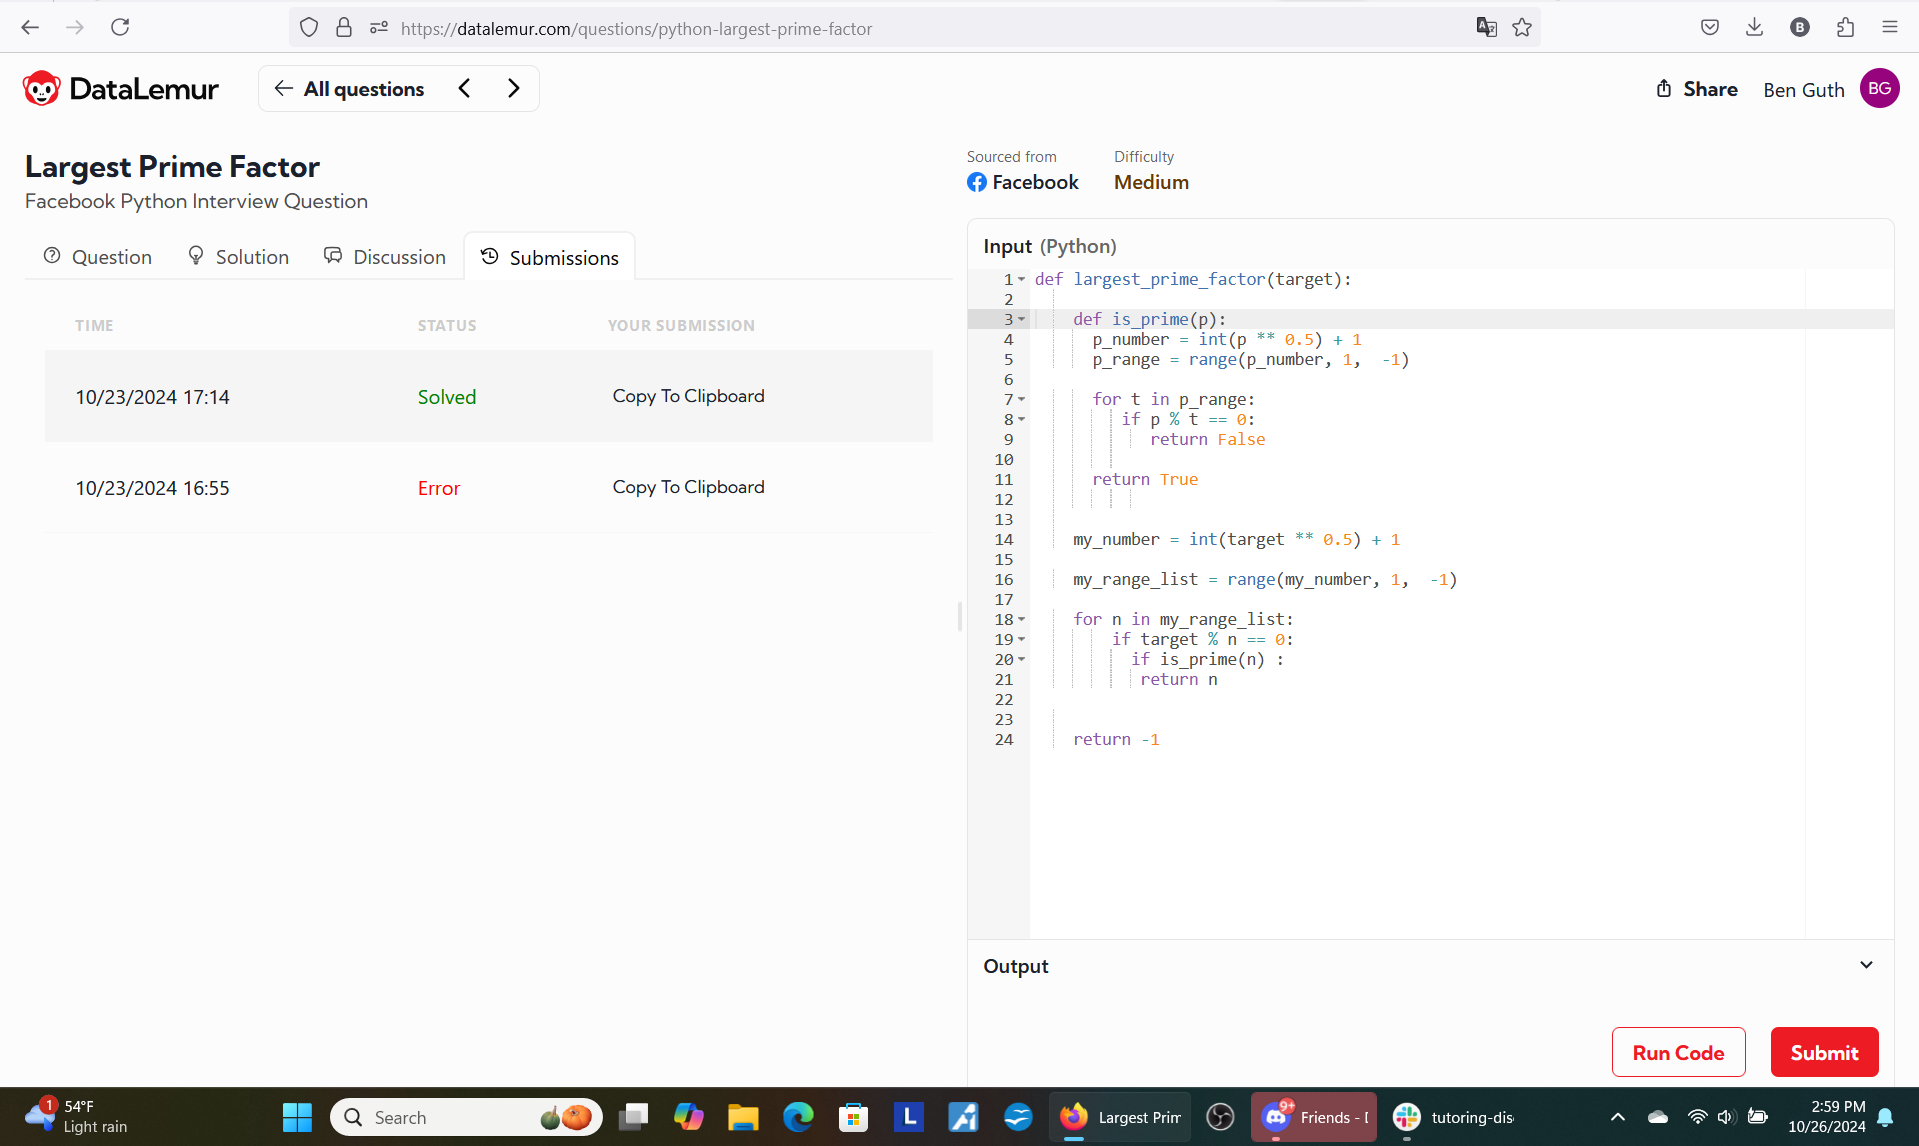 https://datalemur.com/questions/python-largest-prime-factor
B
DataLemur
All questions
Share
Ben Guth
BG
Largest Prime Factor
Facebook Python Interview Question
Question
Solution
Discussion
Submissions
TIME STATUS YOUR SUBMISSION
10/23/2024 17:14 Solved Copy To Clipboard
10/23/2024 16:55 Error Copy To Clipboard
Sourced from
Facebook
Difficulty
Medium
Input (Python)
1 def largest_prime_factor(target):
2
3 def is_prime(p):
4 p_number = int(p ** 0.5) + 1
5 p_range = range(p_number, 1, -1)
6
7 for t in p_range:
8 if p % t == 0:
9 return False
10
11 return True
12
13
14 my_number = int(target ** 0.5) + 1
15
16 my_range_list = range(my_number, 1, -1)
17
18 for n in my_range_list:
19 if target % n == 0:
20 if is_prime(n) :
21 return n
22
23
24 return -1
Output
Run Code
Submit
1
54°F
Light rain
Search
L
Largest Prim
9+
Friends - D
tutoring-dis
2:59 PM
10/26/2024